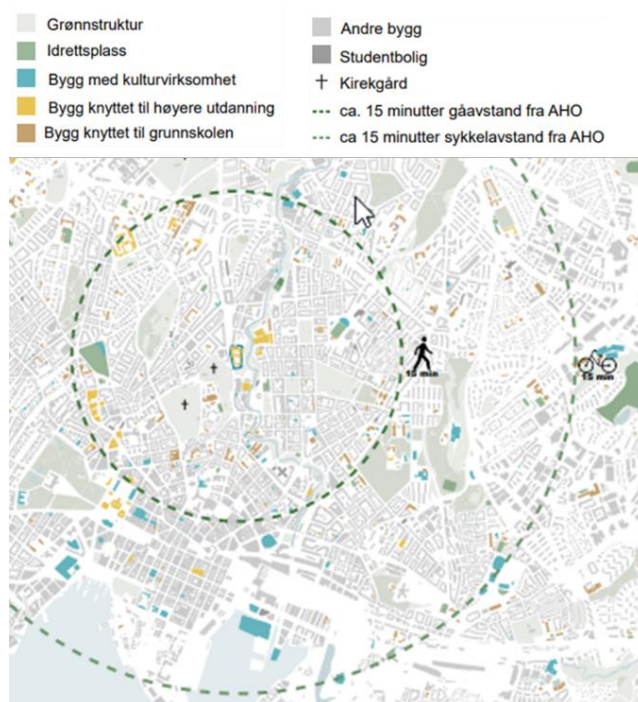 Grønnstruktur
Idrettsplass
Bygg med kulturvirksomhet
Bygg knyttet til høyere utdanning
Bygg knyttet til grunnskolen
Andre bygg
Studentbolig
Kirekgård
ca. 15 minutter gåavstand fra AHO
ca 15 minutter sykkelavstand fra AHO
15 min
15 min